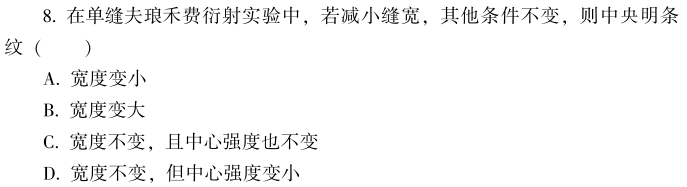 8. 在单缝夫琅禾费衍射实验中，若减小缝宽，其他条件不变，则中央明条
纹（　　）
A. 宽度变小
B. 宽度变大
C. 宽度不变，且中心强度也不变
D. 宽度不变，但中心强度变小